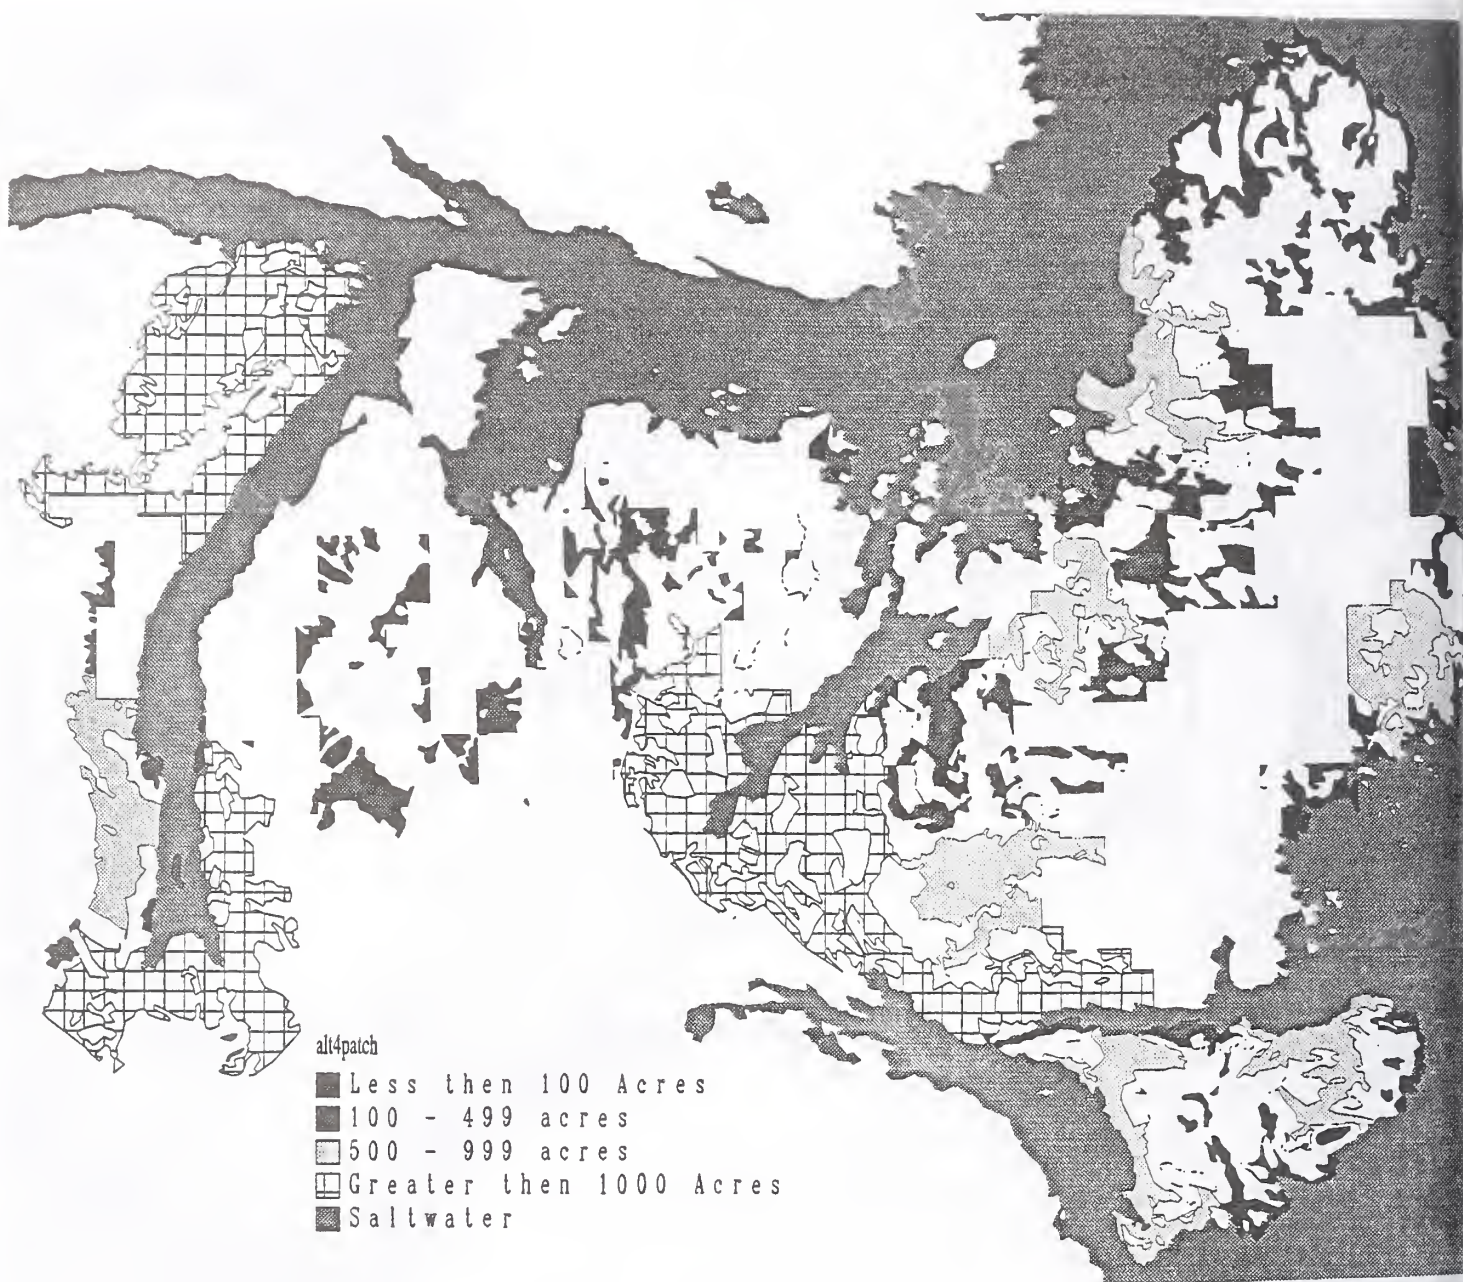 alt4patch
Less then 100 Acres
100 - 499 acres
500 - 999 acres
Greater then 1000 Acres
Saltwater